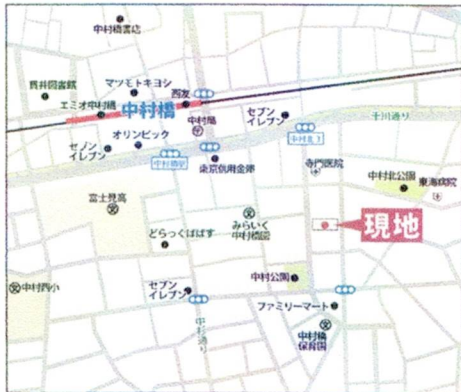 中村橋書店
貫井図書館
マツモトキヨシ
エミオ中村橋
中村橋
西友
中村局
セブン
イレブン
千川通り
セブン
イレブン
オリンピック
中村橋駅
東京信用金庫
中村北3
寺門医院
中村北公園
東海病院
富士見高
どらっぐぱぱす
みらいく
中村橋園
現地
中村西小
セブン
イレブン
中村公園
ファミリーマート
中杉通り
中村橋
保育園